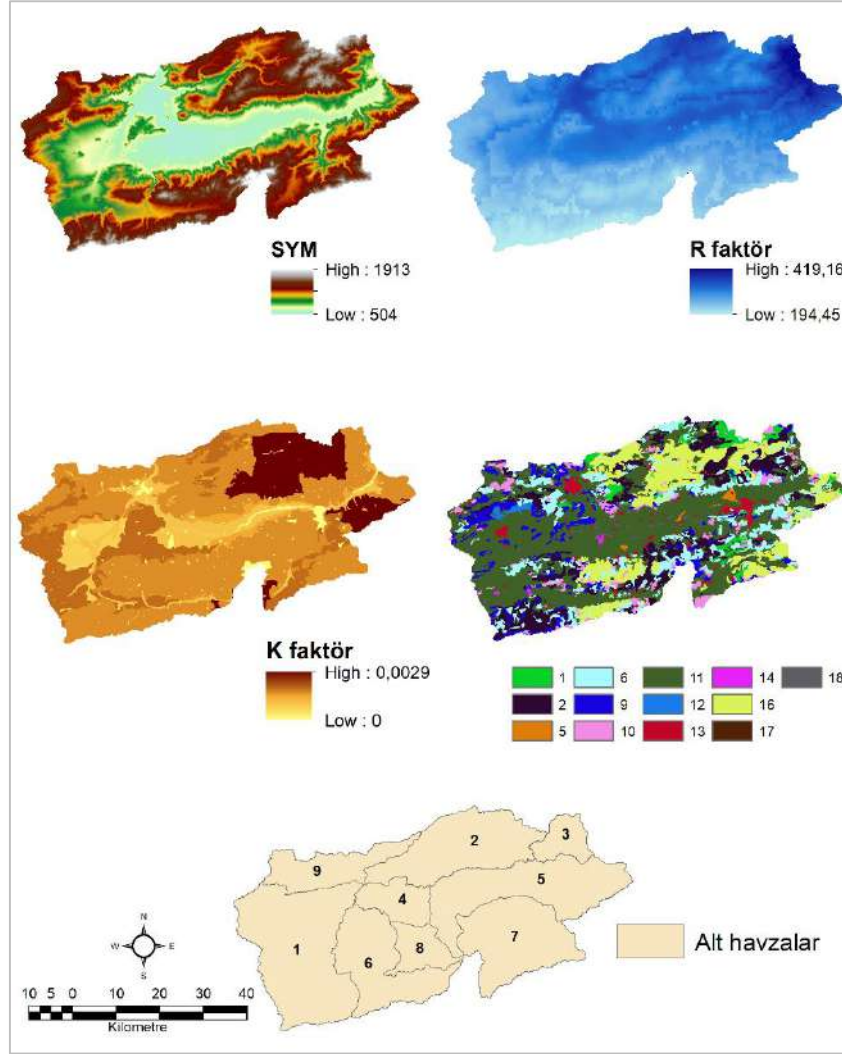 SYM
High : 1913
Low : 504
R faktör
High : 419,16
Low : 194,45
K faktör
High : 0,0029
Low : 0
1 6 11 14 18
2 9 12 16
5 10 13 17
2
3
9
5
4
1
8
7
6
Alt havzalar
N
W E
S
10 5 0 10 20 30 40
Kilometre